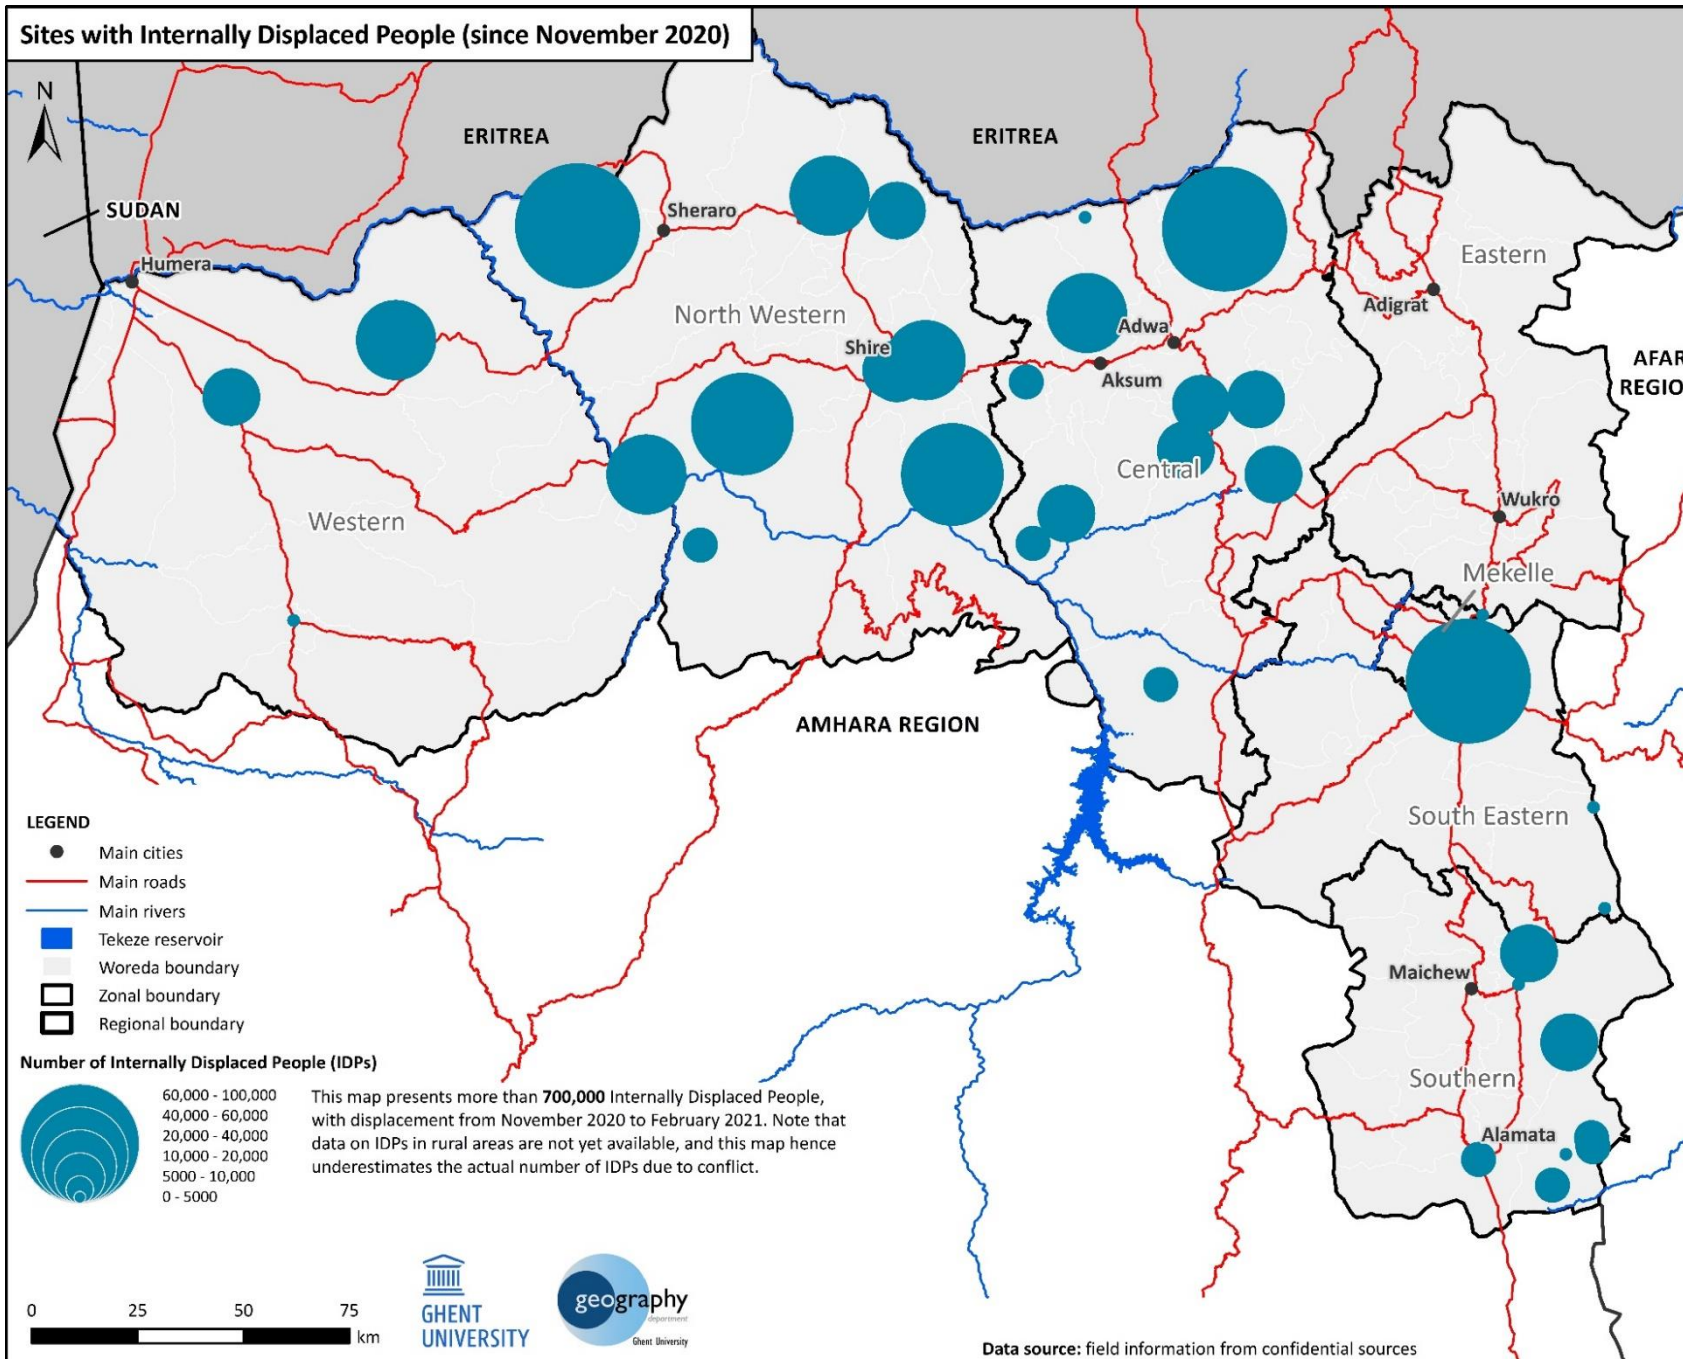 Sites with Internally Displaced People (since November 2020)
N
ERITREA
ERITREA
SUDAN
Sheraro
Humera
Eastern
North Western
Adigrat
Adwa
Shire
Aksum
AFAR
REGION
Central
Western
Wukro
Mekelle
AMHARA REGION
South Eastern
LEGEND
Main cities
Main roads
Main rivers
Tekeze reservoir
Woreda boundary
Zonal boundary
Regional boundary
Maichew
Southern
Alamata
Number of Internally Displaced People (IDPs)
60,000 - 100,000
40,000 - 60,000
20,000 - 40,000
10,000 - 20,000
5000 - 10,000
0 - 5000
This map presents more than 700,000 Internally Displaced People,
with displacement from November 2020 to February 2021. Note that
data on IDPs in rural areas are not yet available, and this map hence
underestimates the actual number of IDPs due to conflict.
0 25 50 75
km
GHENT
UNIVERSITY
geography
department
Ghent University
Data source: field information from confidential sources